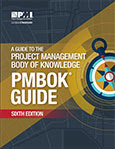 PMI
A GUIDE TO THE
PROJECT MANAGEMENT
BODY OF KNOWLEDGE
PMBOK®
GUIDE
SIXTH EDITION